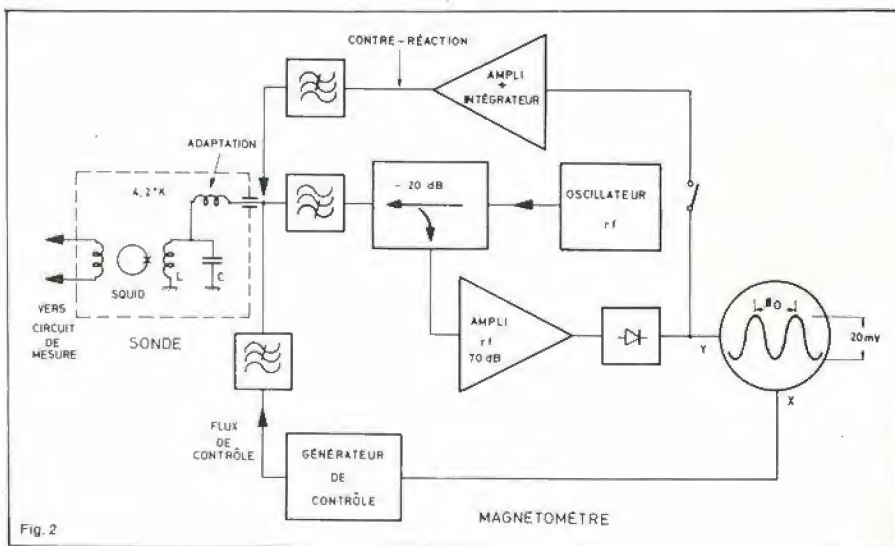 CONTRE-RÉACTION
AMPLI
+
INTÉGRATEUR
ADAPTATION
4,2°K
- 20 dB
OSCILLATEUR
rf
L
C
SQUID
VERS
CIRCUIT
DE
MESURE
SONDE
AMPLI
rf
70 dB
Y
20mV
X
FLUX
DE
CONTRÔLE
GÉNÉRATEUR
DE
CONTRÔLE
MAGNÉTOMÈTRE
Fig. 2